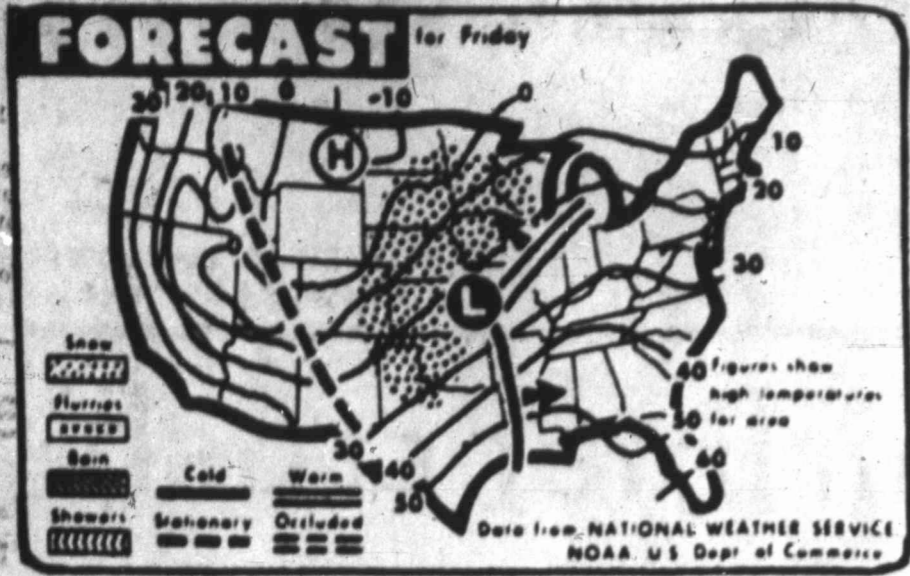 FORECAST for Friday
30 20 10 0 -10 0
H
10
20
30
L
Snow
Flurries
Rain
Showers
Cold Warm
Stationary Occluded
40 Figures show
high temperatures
50 for area
60
30
40
50
Data from NATIONAL WEATHER SERVICE
NOAA U S Dept of Commerce